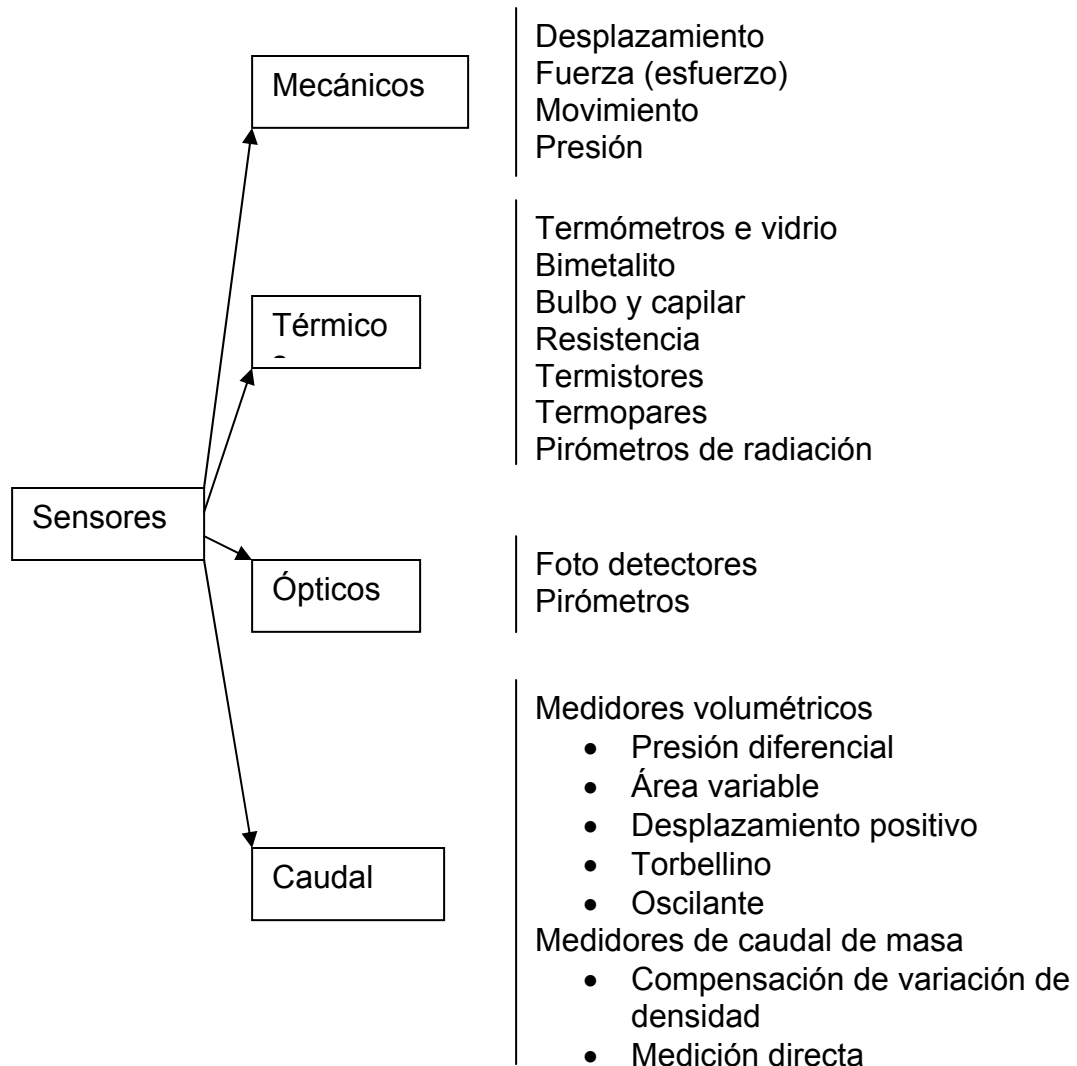 Mecánicos
Desplazamiento
Fuerza (esfuerzo)
Movimiento
Presión
Térmico
Termómetros e vidrio
Bimetalito
Bulbo y capilar
Resistencia
Termistores
Termopares
Pirómetros de radiación
Sensores
Ópticos
Foto detectores
Pirómetros
Caudal
Medidores volumétricos
• Presión diferencial
• Área variable
• Desplazamiento positivo
• Torbellino
• Oscilante
Medidores de caudal de masa
• Compensación de variación de
densidad
• Medición directa